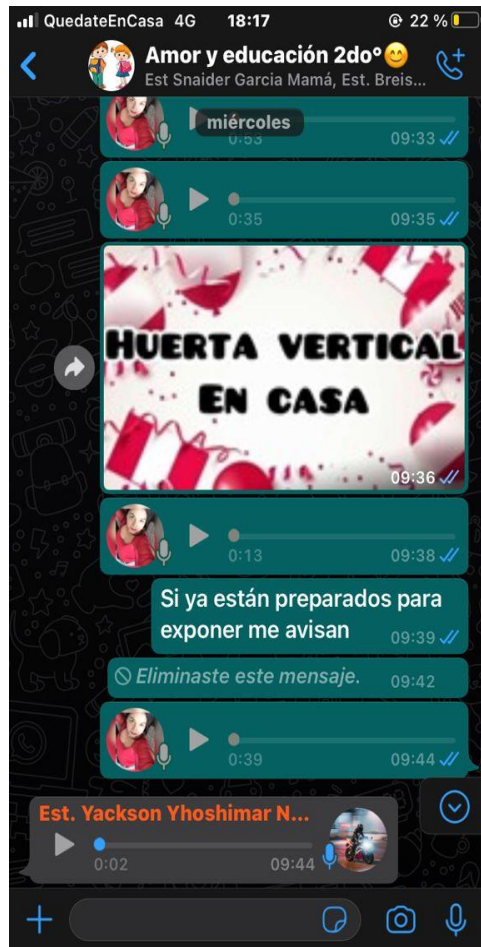 QuedateEnCasa 4G 18:17 22 %
Amor y educación 2do°😊
Est Snaider Garcia Mamá, Est. Breis...
miércoles
0:53 09:33
0:35 09:35
HUERTA VERTICAL
EN CASA
09:36
0:13 09:38
Si ya están preparados para
exponer me avisan 09:39
Eliminaste este mensaje. 09:42
0:39 09:44
Est. Yackson Yhoshimar N...
0:02 09:44